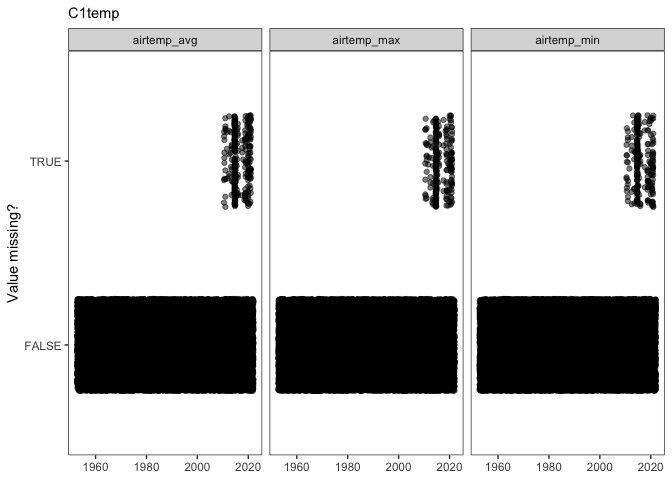 C1temp
airtemp_avg airtemp_max airtemp_min
Value missing?
TRUE
FALSE
1960 1980 2000 2020 1960 1980 2000 2020 1960 1980 2000 2020